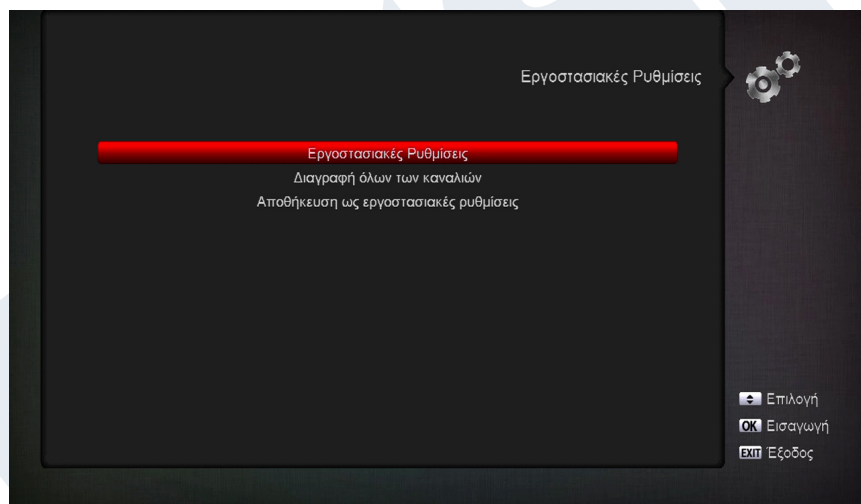 Εργοστασιακές Ρυθμίσεις
Εργοστασιακές Ρυθμίσεις
Διαγραφή όλων των καναλιών
Αποθήκευση ως εργοστασιακές ρυθμίσεις
Επιλογή
OK Εισαγωγή
EXIT Έξοδος